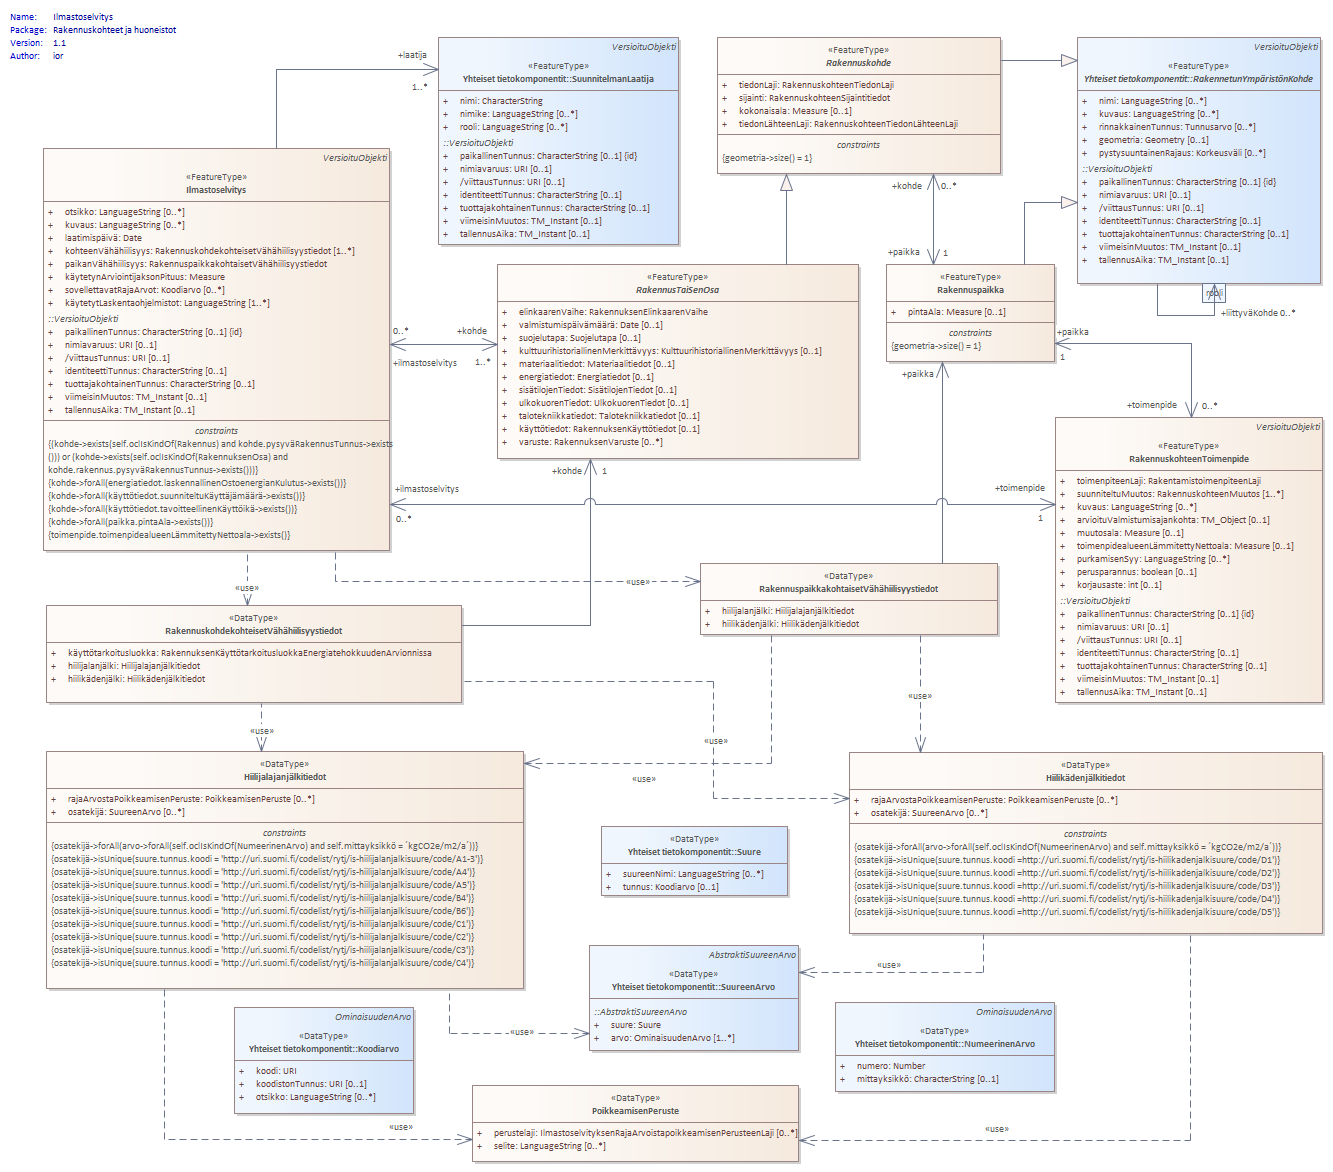 Name: Ilmastoselvitys
Package: Rakennuskohteet ja huoneistot
Version: 1.1
Author: ior
VersioituObjekti
«FeatureType»
Yhteiset tietokomponentit::SuunnitelmanLaatija
+ nimi: CharacterString
+ nimike: LanguageString [0..*]
+ rooli: LanguageString [0..*]
::VersioituObjekti
+ paikallinenTunnus: CharacterString [0..1] {id}
+ nimiavaruus: URI [0..1]
+ /viittausTunnus: URI [0..1]
+ identiteettiTunnus: CharacterString [0..1]
+ tuottajakohtainenTunnus: CharacterString [0..1]
+ viimeisinMuutos: TM_Instant [0..1]
+ tallennusAika: TM_Instant [0..1]
+laatija
1..*
«FeatureType»
Rakennuskohde
+ tiedonLaji: RakennuskohteenTiedonLaji
+ sijainti: RakennuskohteenSijaintitiedot
+ kokonaisala: Measure [0..1]
+ tiedonLähteenLaji: RakennuskohteenTiedonLähteenLaji
constraints
{geometria->size() = 1}
VersioituObjekti
«FeatureType»
Yhteiset tietokomponentit::RakennetunYmpäristönKohde
+ nimi: LanguageString [0..*]
+ kuvaus: LanguageString [0..*]
+ rinnakkainenTunnus: Tunnusarvo [0..*]
+ geometria: Geometry [0..1]
+ pystysuuntainenRajaus: Korkeusväli [0..*]
::VersioituObjekti
+ paikallinenTunnus: CharacterString [0..1] {id}
+ nimiavaruus: URI [0..1]
+ /viittausTunnus: URI [0..1]
+ identiteettiTunnus: CharacterString [0..1]
+ tuottajakohtainenTunnus: CharacterString [0..1]
+ viimeisinMuutos: TM_Instant [0..1]
+ tallennusAika: TM_Instant [0..1]
rooli
+liittyväKohde 0..*
VersioituObjekti
«FeatureType»
Ilmastoselvitys
+ otsikko: LanguageString [0..*]
+ kuvaus: LanguageString [0..*]
+ laatimispäivä: Date
+ kohteenVähähiilisyys: RakennuskohdekohteisetVähähiilisyystiedot [1..*]
+ paikanVähähiilisyys: RakennuspaikkakohtaisetVähähiilisyystiedot
+ käytetynArviointijaksonPituus: Measure
+ sovellettavatRajaArvot: Koodiarvo [0..*]
+ käytetytLaskentaohjelmistot: LanguageString [1..*]
::VersioituObjekti
+ paikallinenTunnus: CharacterString [0..1] {id}
+ nimiavaruus: URI [0..1]
+ /viittausTunnus: URI [0..1]
+ identiteettiTunnus: CharacterString [0..1]
+ tuottajakohtainenTunnus: CharacterString [0..1]
+ viimeisinMuutos: TM_Instant [0..1]
+ tallennusAika: TM_Instant [0..1]
constraints
{(kohde->exists(self.oclIsKindOf(Rakennus) and kohde.pysyväRakennusTunnus->exists
())) or (kohde->exists(self.oclIsKindOf(RakennuksenOsa) and
kohde.rakennus.pysyväRakennusTunnus->exists()))}
{kohde->forAll(energiatiedot.laskennallinenOstoenergianKulutus->exists())}
{kohde->forAll(käyttötiedot.suunniteltuKäyttäjämäärä->exists())}
{kohde->forAll(käyttötiedot.tavoitteellinenKäyttöikä->exists())}
{kohde->forAll(paikka.pintaAla->exists())}
{toimenpide.toimenpidealueenLämmitettyNettoala->exists()}
+kohde 0..*
+paikka 1
«FeatureType»
RakennusTaiSenOsa
+ elinkaarenVaihe: RakennuksenElinkaarenVaihe
+ valmistumispäivämäärä: Date [0..1]
+ suojelutapa: Suojelutapa [0..1]
+ kulttuurihistoriallinenMerkittävyys: KulttuurihistoriallinenMerkittävyys [0..1]
+ materiaalitiedot: Materiaalitiedot [0..1]
+ energiatiedot: Energiatiedot [0..1]
+ sisätilojenTiedot: SisätilojenTiedot [0..1]
+ ulkokuorenTiedot: UlkokuorenTiedot [0..1]
+ talotekniikkatiedot: Talotekniikkatiedot [0..1]
+ käyttötiedot: RakennuksenKäyttötiedot [0..1]
+ varuste: RakennuksenVaruste [0..*]
0..* +kohde
+ilmastoselvitys 1..*
«FeatureType»
Rakennuspaikka
+ pintaAla: Measure [0..1]
constraints
{geometria->size() = 1}
+paikka
1
+paikka
+toimenpide 0..*
VersioituObjekti
«FeatureType»
RakennuskohteenToimenpide
+ toimenpiteenLaji: RakentamistoimenpiteenLaji
+ suunniteltuMuutos: RakennuskohteenMuutos [1..*]
+ kuvaus: LanguageString [0..*]
+ arvioituValmistumisajankohta: TM_Object [0..1]
+ muutosala: Measure [0..1]
+ toimenpidealueenLämmitettyNettoala: Measure [0..1]
+ purkamisenSyy: LanguageString [0..*]
+ perusparannus: boolean [0..1]
+ korjausaste: int [0..1]
::VersioituObjekti
+ paikallinenTunnus: CharacterString [0..1] {id}
+ nimiavaruus: URI [0..1]
+ /viittausTunnus: URI [0..1]
+ identiteettiTunnus: CharacterString [0..1]
+ tuottajakohtainenTunnus: CharacterString [0..1]
+ viimeisinMuutos: TM_Instant [0..1]
+ tallennusAika: TM_Instant [0..1]
+kohde 1
+ilmastoselvitys +toimenpide
0..* 1
«use»
«use»
«DataType»
RakennuspaikkakohtaisetVähähiilisyystiedot
+ hiilijalanjälki: Hiilijalajanjälkitiedot
+ hiilikädenjälki: Hiilikädenjälkitiedot
«DataType»
RakennuskohdekohteisetVähähiilisyystiedot
+ käyttötarkoitusluokka: RakennuksenKäyttötarkoitusluokkaEnergiatehokkuudenArvionnissa
+ hiilijalanjälki: Hiilijalajanjälkitiedot
+ hiilikädenjälki: Hiilikädenjälkitiedot
«use»
«use»
«use»
«use»
«DataType»
Hiilijalajanjälkitiedot
+ rajaArvostaPoikkeamisenPeruste: PoikkeamisenPeruste [0..*]
+ osatekijä: SuureenArvo [0..*]
constraints
{osatekijä->forAll(arvo->forAll(self.oclIsKindOf(NumeerinenArvo) and self.mittayksikkö = ´kgCO2e/m2/a´))}
{osatekijä->isUnique(suure.tunnus.koodi = 'http://uri.suomi.fi/codelist/rytj/is-hiilijalanjalkisuure/code/A1-3')}
{osatekijä->isUnique(suure.tunnus.koodi = 'http://uri.suomi.fi/codelist/rytj/is-hiilijalanjalkisuure/code/A4')}
{osatekijä->isUnique(suure.tunnus.koodi = 'http://uri.suomi.fi/codelist/rytj/is-hiilijalanjalkisuure/code/A5')}
{osatekijä->isUnique(suure.tunnus.koodi = 'http://uri.suomi.fi/codelist/rytj/is-hiilijalanjalkisuure/code/B4')}
{osatekijä->isUnique(suure.tunnus.koodi = 'http://uri.suomi.fi/codelist/rytj/is-hiilijalanjalkisuure/code/B6')}
{osatekijä->isUnique(suure.tunnus.koodi = 'http://uri.suomi.fi/codelist/rytj/is-hiilijalanjalkisuure/code/C1')}
{osatekijä->isUnique(suure.tunnus.koodi = 'http://uri.suomi.fi/codelist/rytj/is-hiilijalanjalkisuure/code/C2')}
{osatekijä->isUnique(suure.tunnus.koodi = 'http://uri.suomi.fi/codelist/rytj/is-hiilijalanjalkisuure/code/C3')}
{osatekijä->isUnique(suure.tunnus.koodi = 'http://uri.suomi.fi/codelist/rytj/is-hiilijalanjalkisuure/code/C4')}
«DataType»
Hiilikädenjälkitiedot
+ rajaArvostaPoikkeamisenPeruste: PoikkeamisenPeruste [0..*]
+ osatekijä: SuureenArvo [0..*]
constraints
{osatekijä->forAll(arvo->forAll(self.oclIsKindOf(NumeerinenArvo) and self.mittayksikkö = ´kgCO2e/m2/a´))}
{osatekijä->isUnique(suure.tunnus.koodi =http://uri.suomi.fi/codelist/rytj/is-hiilikadenjalkisuure/code/D1')}
{osatekijä->isUnique(suure.tunnus.koodi =http://uri.suomi.fi/codelist/rytj/is-hiilikadenjalkisuure/code/D2')}
{osatekijä->isUnique(suure.tunnus.koodi =http://uri.suomi.fi/codelist/rytj/is-hiilikadenjalkisuure/code/D3')}
{osatekijä->isUnique(suure.tunnus.koodi =http://uri.suomi.fi/codelist/rytj/is-hiilikadenjalkisuure/code/D4')}
{osatekijä->isUnique(suure.tunnus.koodi =http://uri.suomi.fi/codelist/rytj/is-hiilikadenjalkisuure/code/D5')}
«DataType»
Yhteiset tietokomponentit::Suure
+ suureenNimi: LanguageString [0..*]
+ tunnus: Koodiarvo [0..1]
AbstraktiSuureenArvo
«DataType»
Yhteiset tietokomponentit::SuureenArvo
::AbstraktiSuureenArvo
+ suure: Suure
+ arvo: OminaisuudenArvo [1..*]
«use»
«use»
OminaisuudenArvo
«DataType»
Yhteiset tietokomponentit::Koodiarvo
+ koodi: URI
+ koodistonTunnus: URI [0..1]
+ otsikko: LanguageString [0..*]
OminaisuudenArvo
«DataType»
Yhteiset tietokomponentit::NumeerinenArvo
+ numero: Number
+ mittayksikkö: CharacterString [0..1]
«DataType»
PoikkeamisenPeruste
+ perustelaji: IlmastoselvityksenRajaArvoistapoikkeamisenPerusteenLaji [0..*]
+ selite: LanguageString [0..*]
«use»
«use»